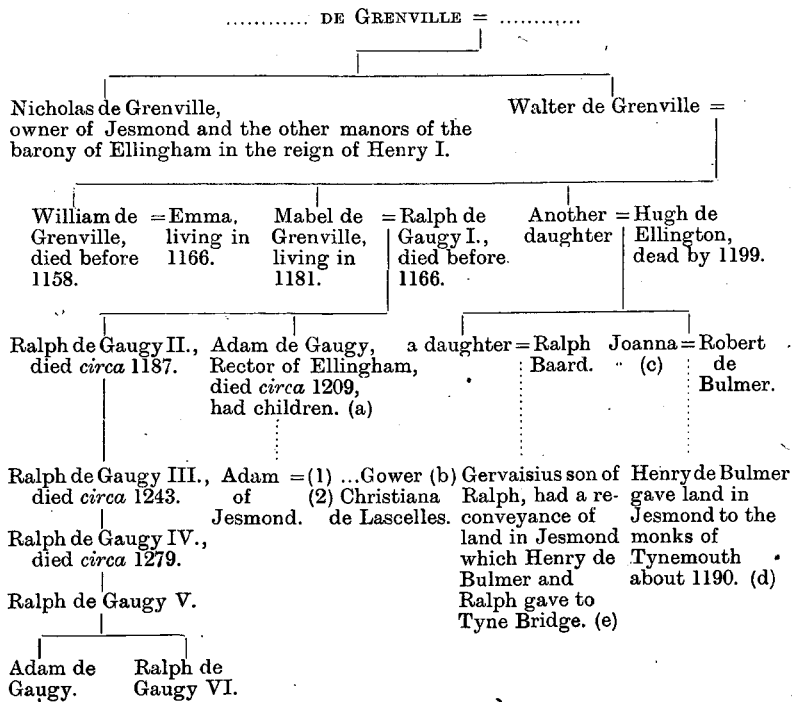 ............ DE GRENVILLE = ............
Nicholas de Grenville,
owner of Jesmond and the other manors of the
barony of Ellingham in the reign of Henry I.
Walter de Grenville =
William de
Grenville,
died before
1158.
= Emma,
living in
1166.
Mabel de
Grenville,
living in
1181.
= Ralph de
Gaugy I.,
died before
1166.
Another
daughter
= Hugh de
Ellington,
dead by 1199.
Ralph de Gaugy II.,
died circa 1187.
Adam de Gaugy,
Rector of Ellingham,
died circa 1209,
had children. (a)
a daughter = Ralph
Baard.
Joanna = Robert
(c) de
Bulmer.
Ralph de Gaugy III.,
died circa 1243.
Adam
of
Jesmond.
= (1) ...Gower (b)
(2) Christiana
de Lascelles.
Gervaisius son of
Ralph, had a re-
conveyance of
land in Jesmond
which Henry de
Bulmer and
Ralph gave to
Tyne Bridge. (e)
Henry de Bulmer
gave land in
Jesmond to the
monks of
Tynemouth
about 1190. (d)
Ralph de Gaugy IV.,
died circa 1279.
Ralph de Gaugy V.
Adam de
Gaugy.
Ralph de
Gaugy VI.